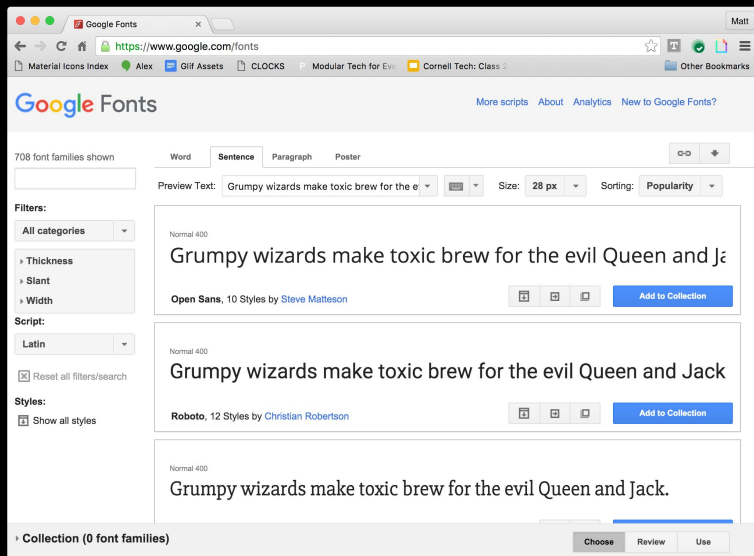 Google Fonts
Matt
https://www.google.com/fonts
Material Icons Index Alex Glif Assets CLOCKS Modular Tech for Eve Cornell Tech: Class 2 Other Bookmarks
Google Fonts
More scripts About Analytics New to Google Fonts?
708 font families shown
Word Sentence Paragraph Poster
Preview Text: Grumpy wizards make toxic brew for the e Size: 28 px Sorting: Popularity
Filters:
All categories
Thickness
Slant
Width
Script:
Latin
Reset all filters/search
Styles:
Show all styles
Normal 400
Grumpy wizards make toxic brew for the evil Queen and Ja
Open Sans, 10 Styles by Steve Matteson
Add to Collection
Normal 400
Grumpy wizards make toxic brew for the evil Queen and Jack
Roboto, 12 Styles by Christian Robertson
Add to Collection
Normal 400
Grumpy wizards make toxic brew for the evil Queen and Jack.
Collection (0 font families)
Choose Review Use